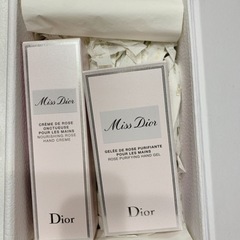 Miss Dior
CRÈME DE ROSE
ONCTUEUSE
POUR LES MAINS
NOURISHING ROSE
HAND CREME
Dior
Miss Dior
GELÉE DE ROSE PURIFIANTE
POUR LES MAINS
ROSE PURIFYING HAND GEL
Dior